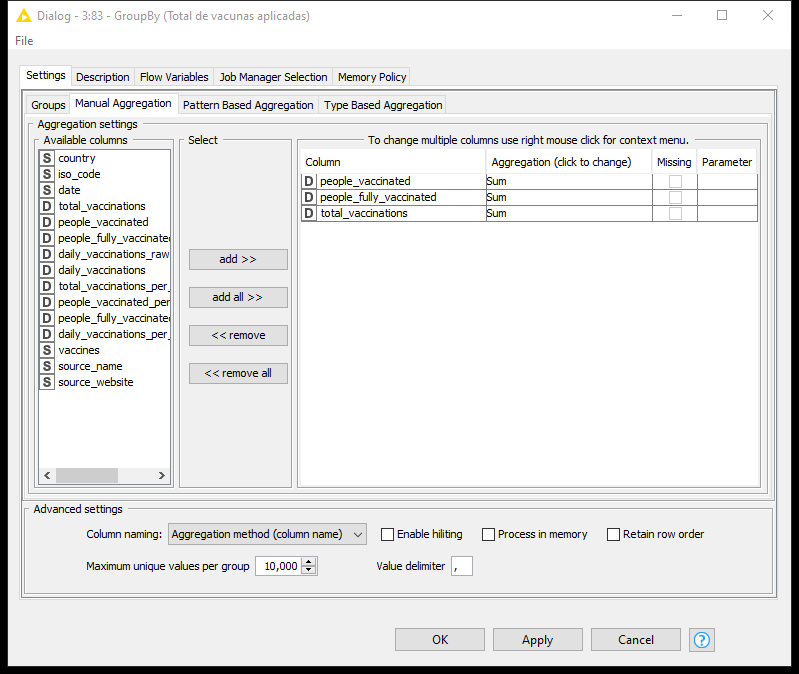 Dialog - 3:83 - GroupBy (Total de vacunas aplicadas)
File
Settings Description Flow Variables Job Manager Selection Memory Policy
Groups Manual Aggregation Pattern Based Aggregation Type Based Aggregation
Aggregation settings
Available columns
S country
S iso_code
S date
D total_vaccinations
D people_vaccinated
D people_fully_vaccinated
D daily_vaccinations_raw
D daily_vaccinations
D total_vaccinations_per_
D people_vaccinated_per
D people_fully_vaccinated
D daily_vaccinations_per_
S vaccines
S source_name
S source_website
Select
add >>
add all >>
<< remove
<< remove all
To change multiple columns use right mouse click for context menu.
Column Aggregation (click to change) Missing Parameter
D people_vaccinated Sum
D people_fully_vaccinated Sum
D total_vaccinations Sum
Advanced settings
Column naming: Aggregation method (column name) Enable hiliting Process in memory Retain row order
Maximum unique values per group 10,000 Value delimiter ,
OK Apply Cancel ?